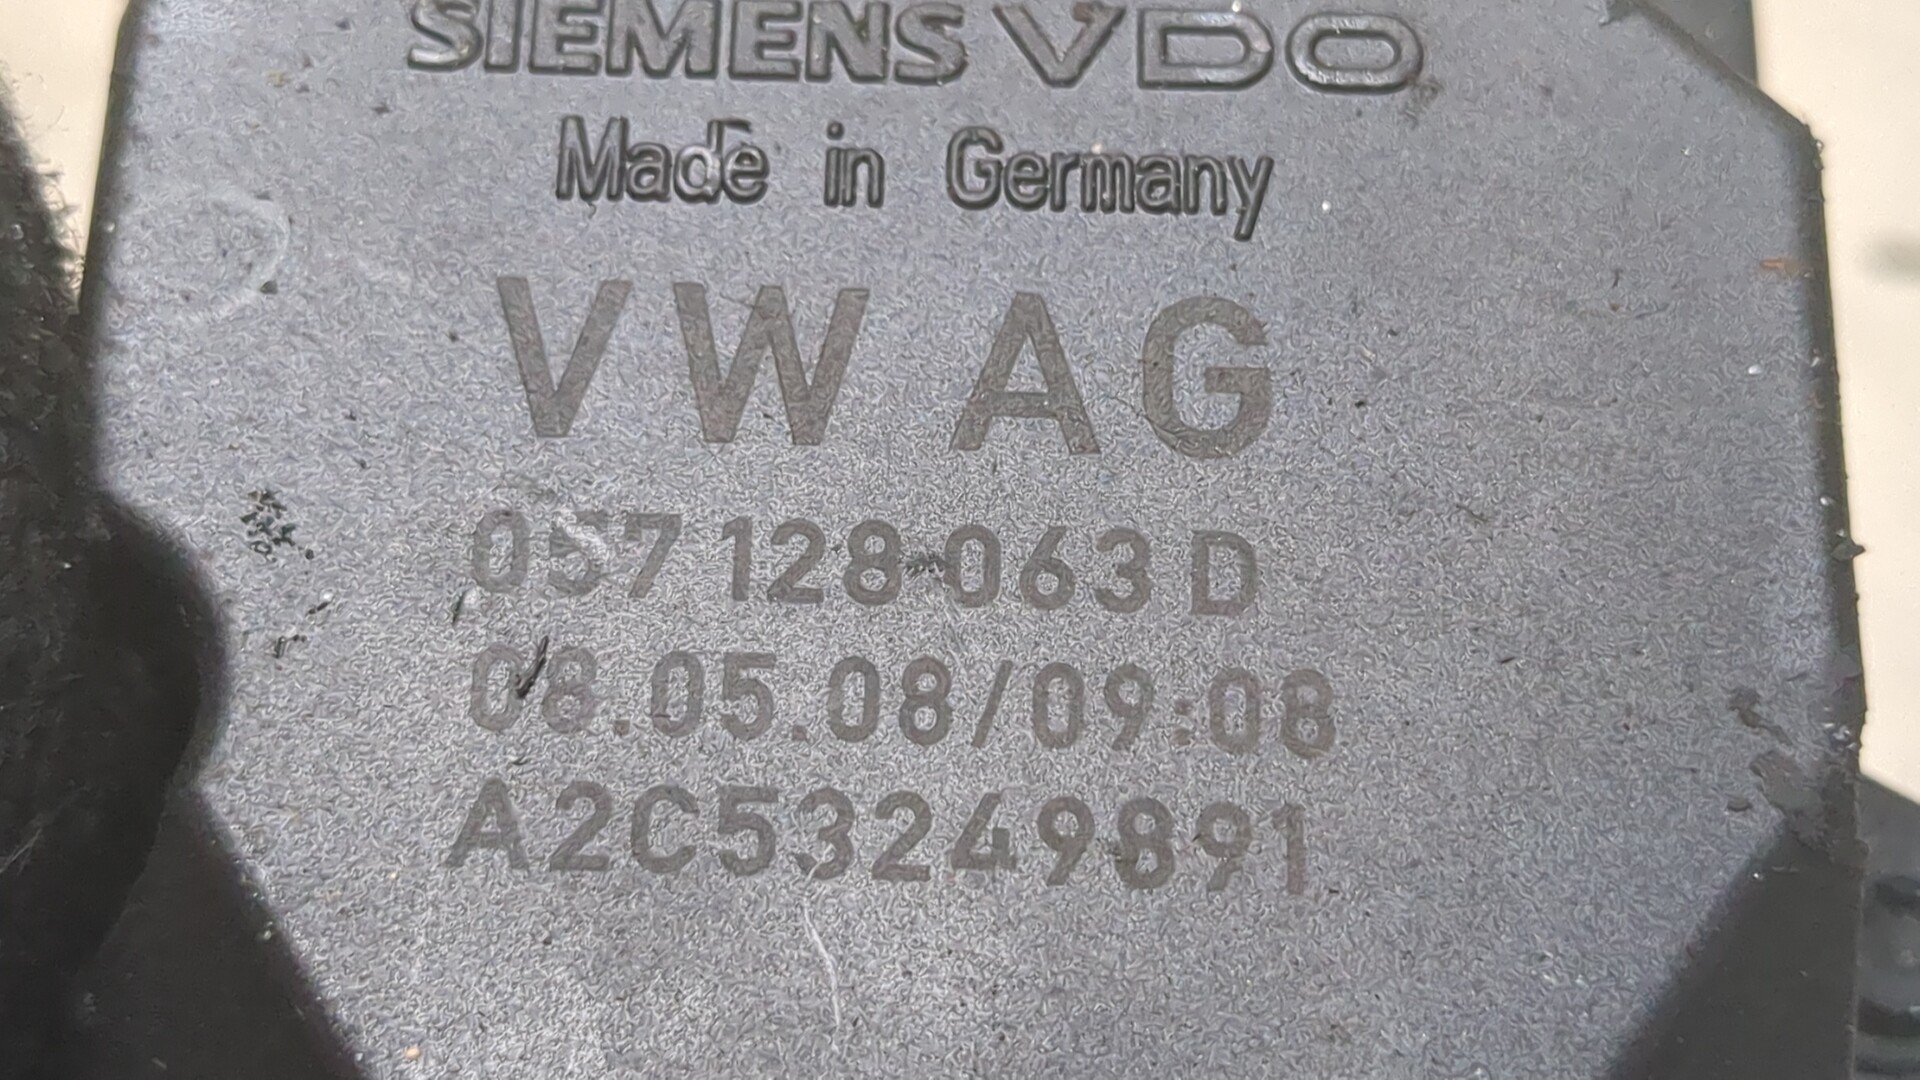 SIEMENS VDO
Made in Germany
VW AG
057 128 063 D
08.05.08/09:08
A2C53249891